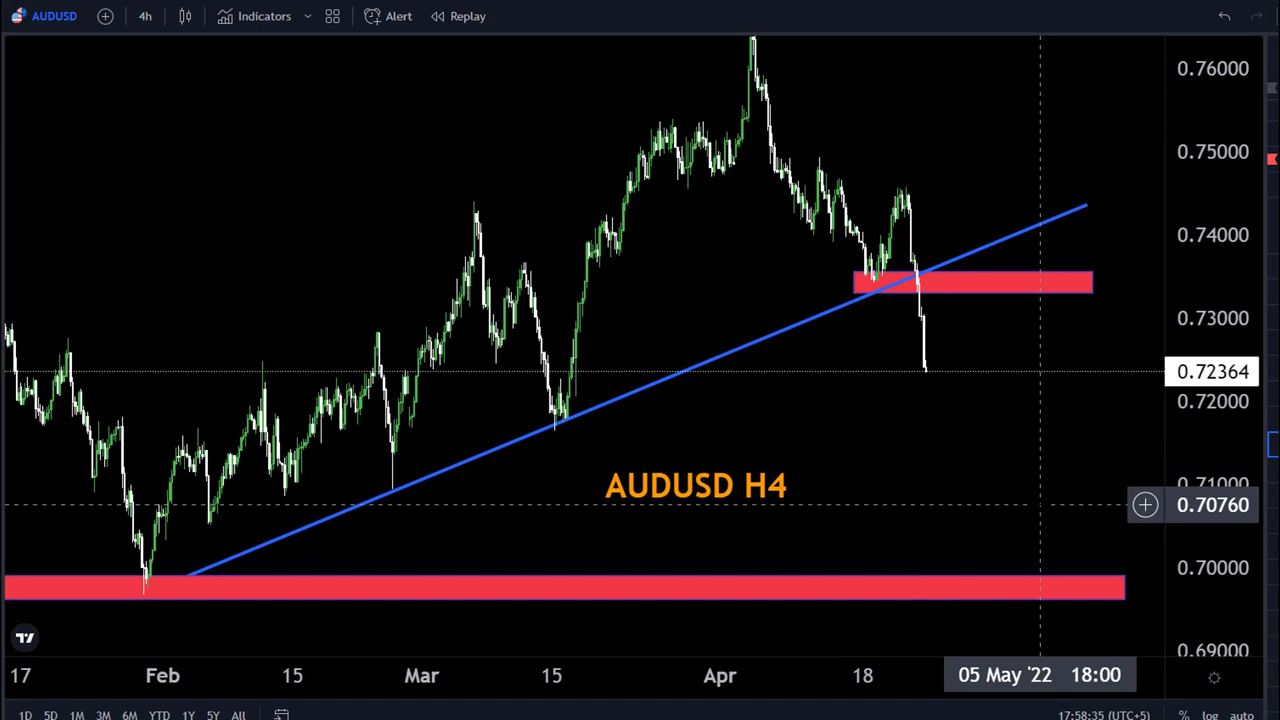 AUDUSD 4h Indicators Alert Replay
0.76000
0.75000
0.74000
0.73000
0.72364
0.72000
AUDUSD H4
0.71000
0.70760
0.70000
0.69000
17 Feb 15 Mar 15 Apr 18 05 May '22 18:00
1D 5D 1M 3M 6M YTD 1Y 5Y All 17:58:35 (UTC+5) % log auto